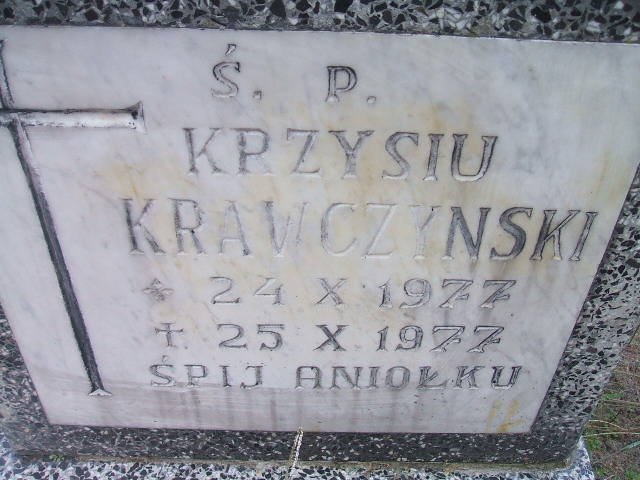 Ś. P.
KRZYSIU
KRAWCZYNSKI
* 24 X 1977
† 25 X 1977
ŚPIJ ANIOŁKU